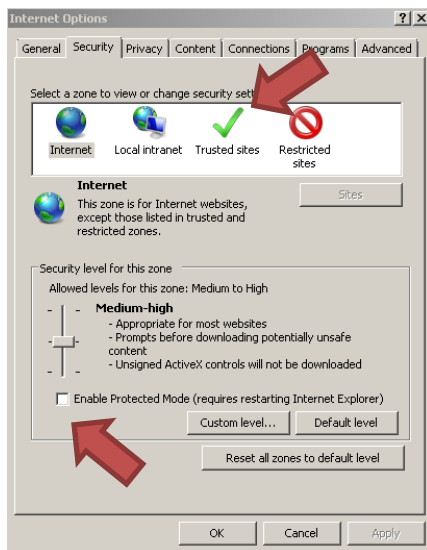 Internet Options
General Security Privacy Content Connections Programs Advanced
Select a zone to view or change security
Internet Local intranet Trusted sites Restricted sites
Sites
Internet
This zone is for Internet websites,
except those listed in trusted and
restricted zones.
Security level for this zone
Allowed levels for this zone: Medium to High
Medium-high
- Appropriate for most websites
- Prompts before downloading potentially unsafe
content
- Unsigned ActiveX controls will not be downloaded
Enable Protected Mode (requires restarting Internet Explorer)
Custom level... Default level
Reset all zones to default level
OK Cancel Apply